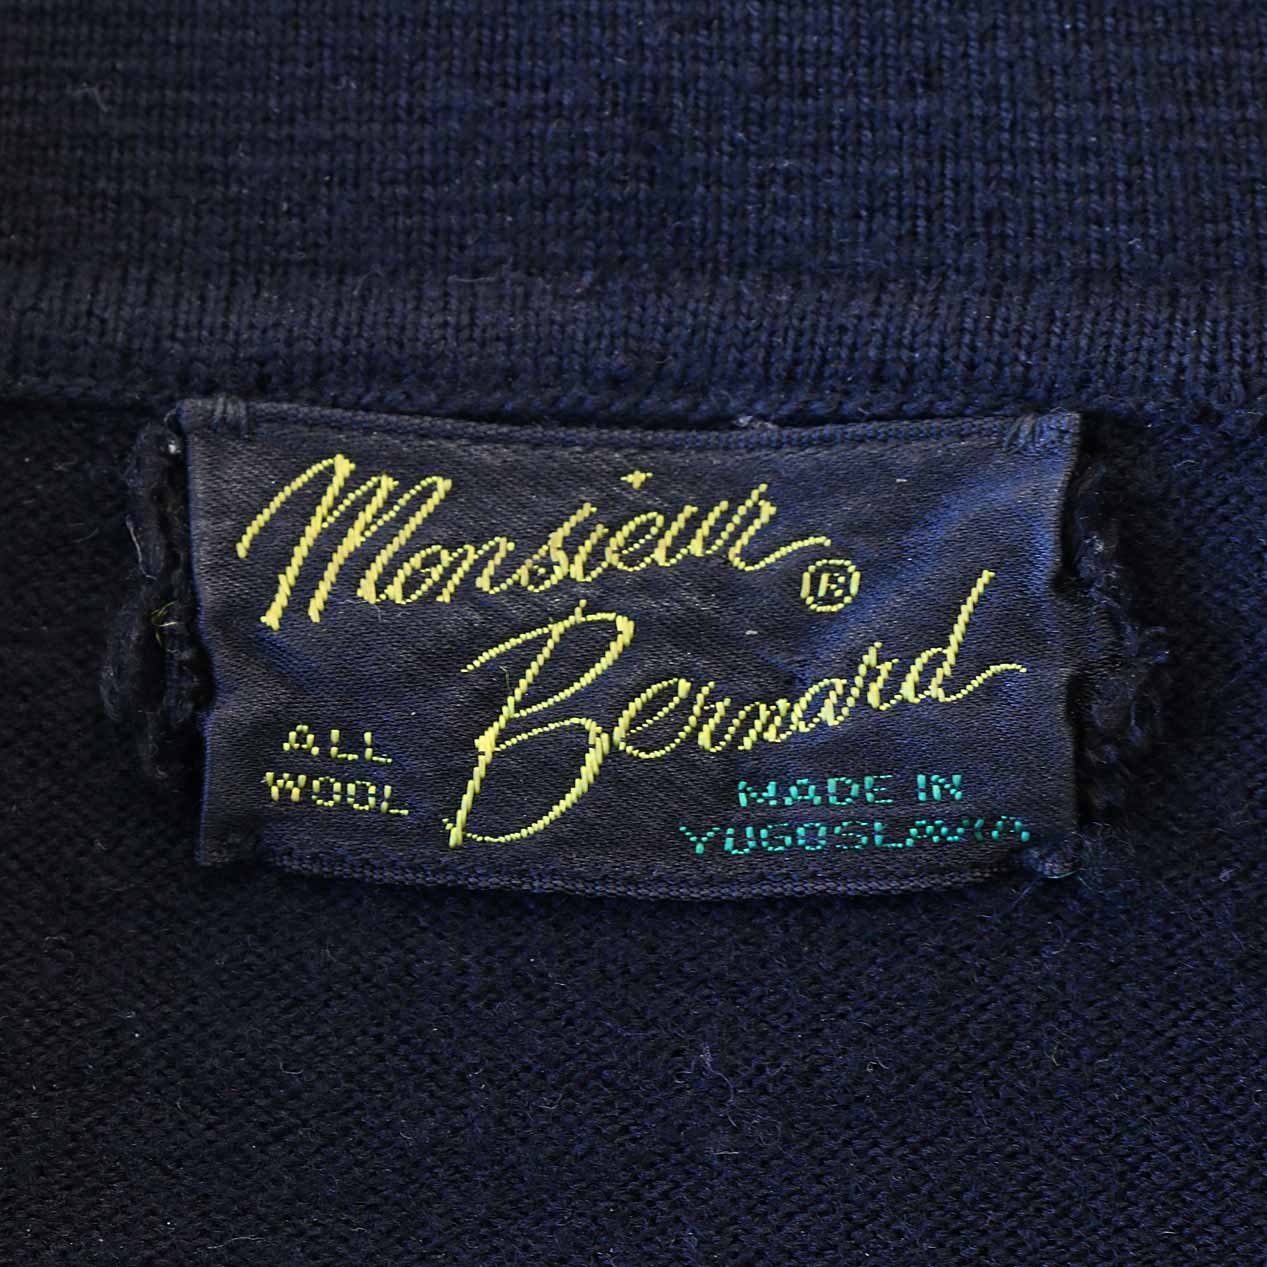 Monsieur ®
Bernard
ALL
WOOL
MADE IN
YUGOSLAVIA